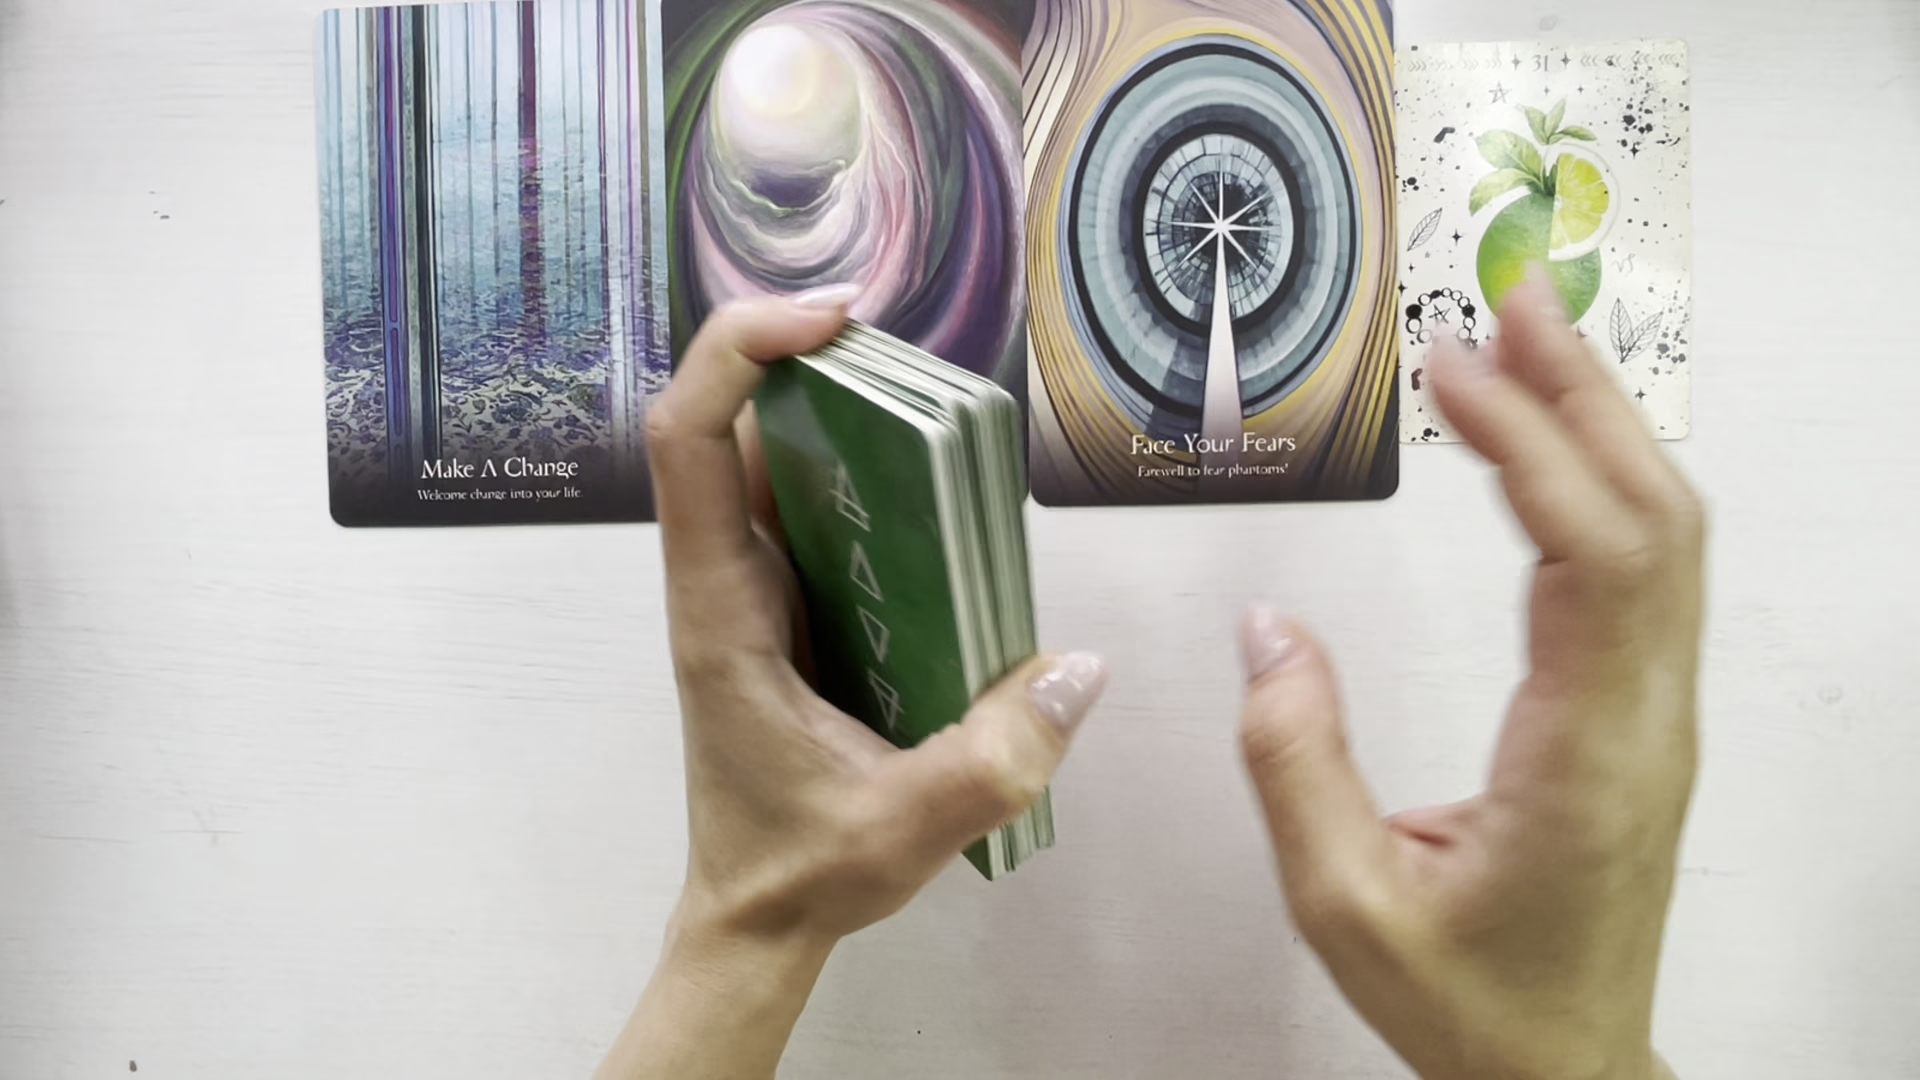 31
Make A Change
Welcome change into your life
Face Your Fears
Farewell to fear phantoms!